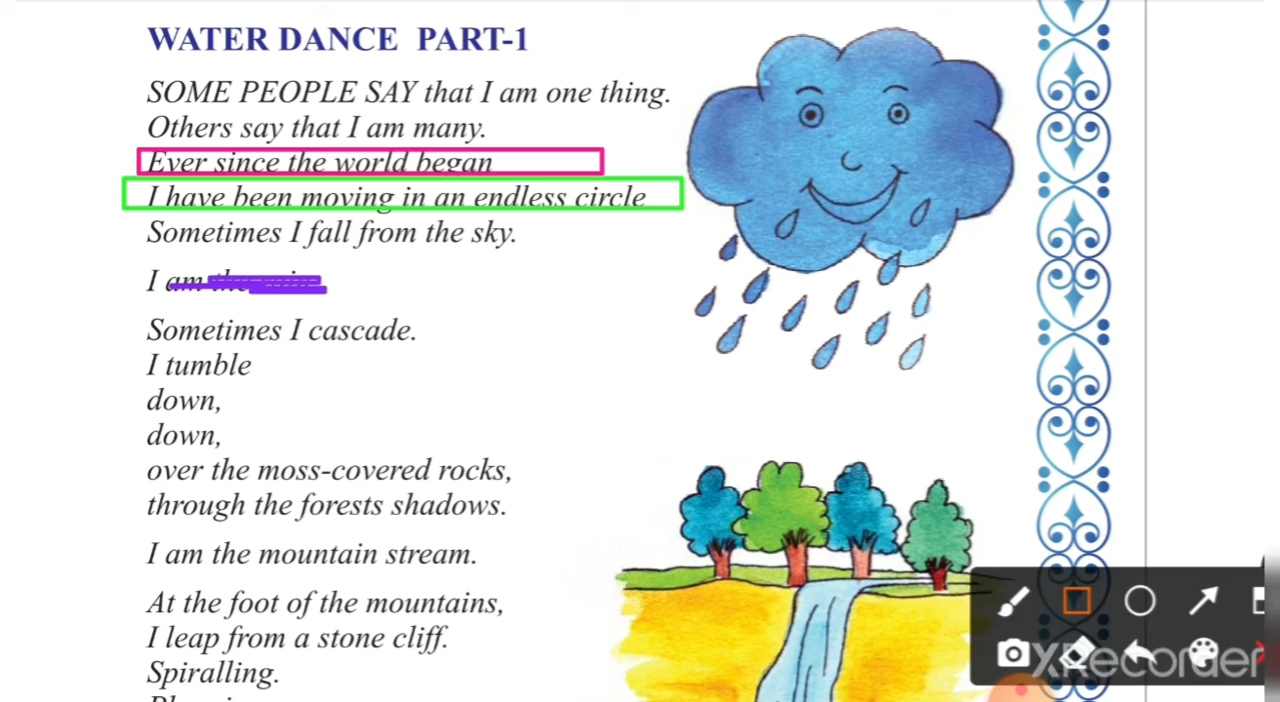 WATER DANCE PART-1
SOME PEOPLE SAY that I am one thing.
Others say that I am many.
Ever since the world began
I have been moving in an endless circle
Sometimes I fall from the sky.
I am the
Sometimes I cascade.
I tumble
down,
down,
over the moss-covered rocks,
through the forests shadows.
I am the mountain stream.
At the foot of the mountains,
I leap from a stone cliff.
Spiralling.
XRecorder